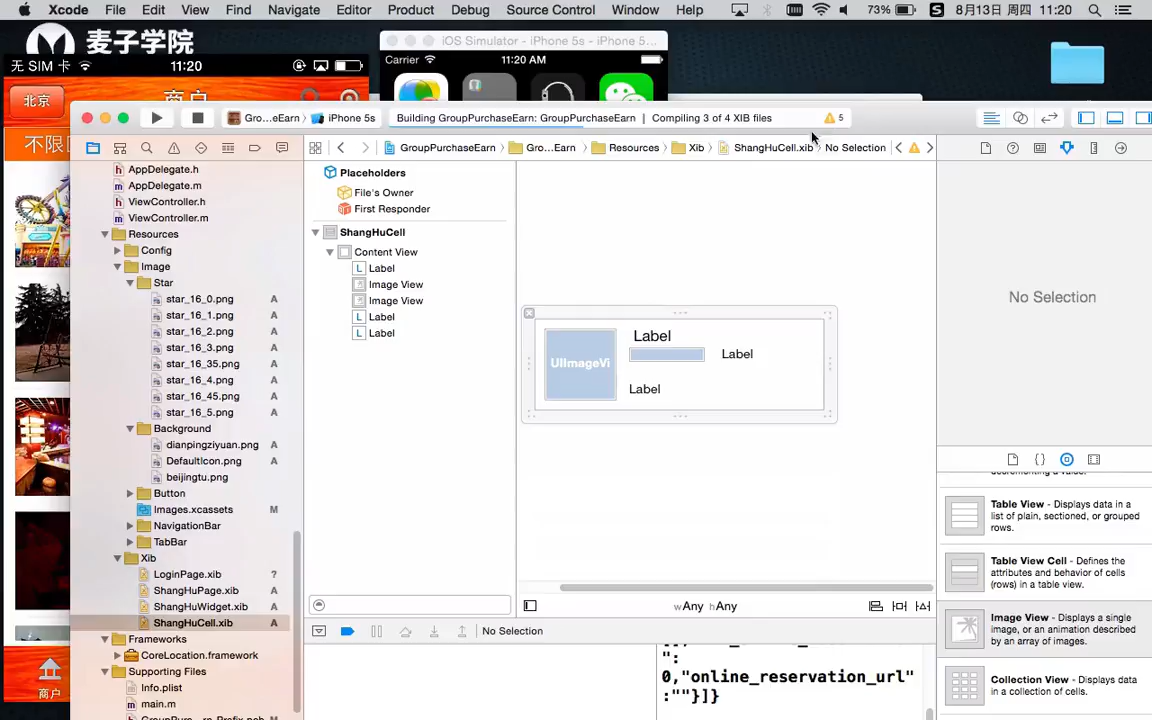 Xcode File Edit View Find Navigate Editor Product Debug Source Control Window Help 73% S 8月13日 周四 11:20
麦子学院
iOS Simulator - iPhone 5s - iPhone 5...
无 SIM 卡 11:20
Carrier 11:20 AM
北京 商户
Gro...eEarn iPhone 5s Building GroupPurchaseEarn: GroupPurchaseEarn | Compiling 3 of 4 XIB files 5
不限
GroupPurchaseEarn Gro...Earn Resources Xib ShangHuCell.xib No Selection
AppDelegate.h
AppDelegate.m
ViewController.h
ViewController.m
Resources
Config
Image
Star
star_16_0.png A
star_16_1.png A
star_16_2.png A
star_16_3.png A
star_16_35.png A
star_16_4.png A
star_16_45.png A
star_16_5.png A
Background
dianpingziyuan.png A
DefaultIcon.png A
beijingtu.png
Button
Images.xcassets M
NavigationBar
TabBar
Xib
LoginPage.xib ?
ShangHuPage.xib A
ShangHuWidget.xib A
ShangHuCell.xib A
Frameworks
CoreLocation.framework
Supporting Files
Info.plist
main.m
GroupPure...rn-Prefix.pch
商户
Placeholders
File's Owner
First Responder
ShangHuCell
Content View
L Label
Image View
Image View
L Label
L Label
UIImageVi
Label
Label
Label
wAny hAny
No Selection
":
0,"online_reservation_url"
:""}]}
No Selection
decrementing a value.
Table View - Displays data in a
list of plain, sectioned, or grouped
rows.
Table View Cell - Defines the
attributes and behavior of cells
(rows) in a table view.
Image View - Displays a single
image, or an animation described
by an array of images.
Collection View - Displays data
in a collection of cells.